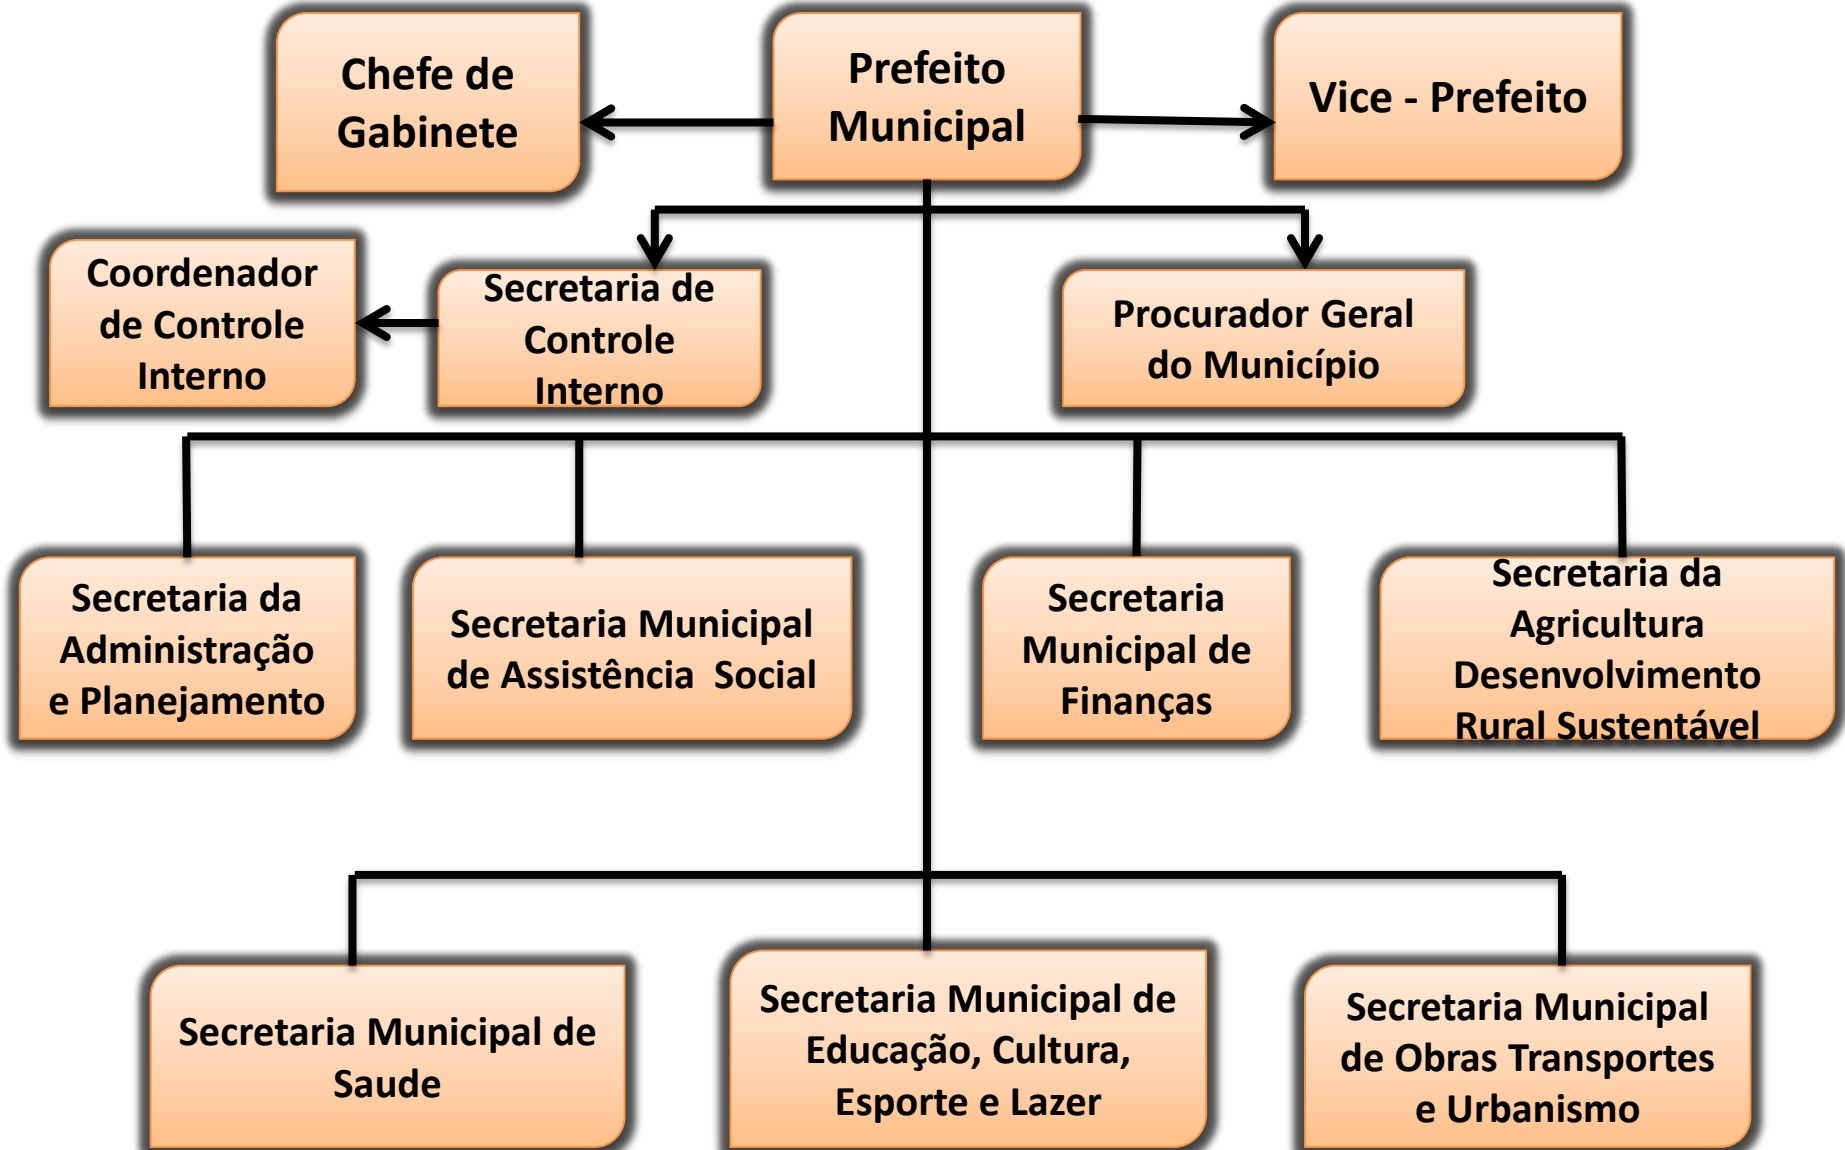 Chefe de
Gabinete
Prefeito
Municipal
Vice - Prefeito
Coordenador
de Controle
Interno
Secretaria de
Controle
Interno
Procurador Geral
do Município
Secretaria da
Administração
e Planejamento
Secretaria Municipal
de Assistência  Social
Secretaria
Municipal de
Finanças
Secretaria da
Agricultura
Desenvolvimento
Rural Sustentável
Secretaria Municipal de
Saude
Secretaria Municipal de
Educação, Cultura,
Esporte e Lazer
Secretaria Municipal
de Obras Transportes
e Urbanismo